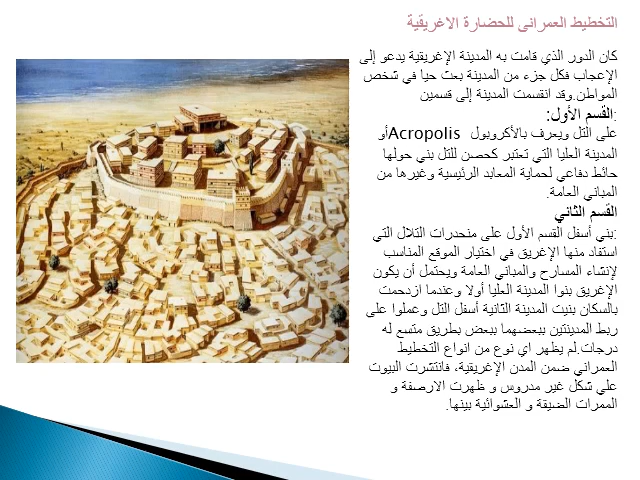 التخطيط العمراني للحضارة الاغريقية
كان الدور الذي قامت به المدينة الإغريقية يدعو إلى
الإعجاب فكل جزء من المدينة بعث حيا في شخص
المواطن.وقد انقسمت المدينة إلى قسمين
:القسم الأول:
على التل ويعرف بالأكروبول Acropolis أو
المدينة العليا التي تعتبر كحصن للتل بني حولها
حائط دفاعي لحماية المعابد الرئيسية وغيرها من
المباني العامة.
القسم الثاني
:بني أسفل القسم الأول على منحدرات التلال التي
استفاد منها الإغريق في اختيار الموقع المناسب
لإنشاء المسارح والمباني العامة ويحتمل أن يكون
الإغريق بنوا المدينة العليا أولا وعندما ازدحمت
بالسكان بنيت المدينة الثانية أسفل التل وعملوا على
ربط المدينتين ببعضهما ببعض بطريق متسع له
درجات.لم يظهر اي نوع من انواع التخطيط
العمراني ضمن المدن الإغريقية، فانتشرت البيوت
علي شكل غير مدروس و ظهرت الارصفة و
الممرات الضيقة و العشوائية بينها.